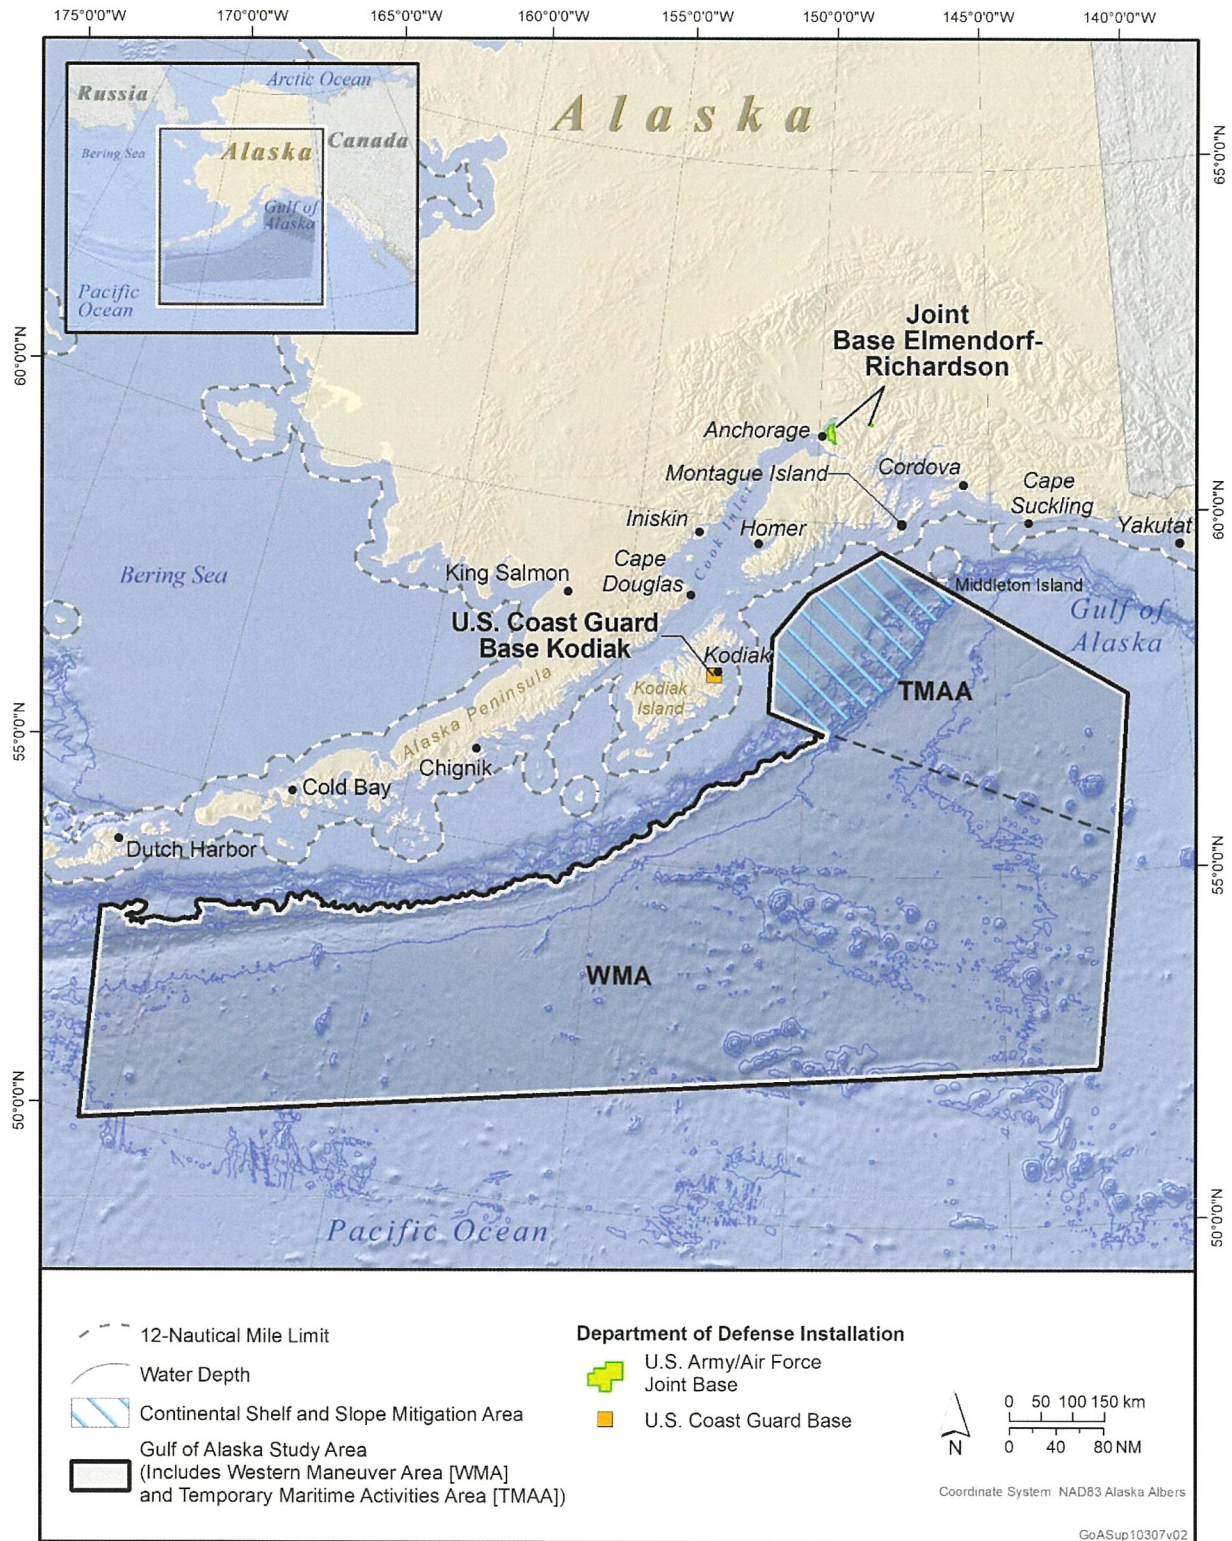 175°0'0"W
170°0'0"W
165°0'0"W
160°0'0"W
155°0'0"W
150°0'0"W
145°0'0"W
140°0'0"W
Russia
Arctic Ocean
Canada
Bering Sea
Alaska
Gulf of
Alaska
Pacific
Ocean
Alaska
65°0'0"N
60°0'0"N
Joint
Base Elmendorf-
Richardson
Anchorage
Montague Island
Cordova
Cape
Suckling
60°0'0"N
Yakutat
Iniskin
Cook Inlet
Homer
Cape
Douglas
King Salmon
Bering Sea
Middleton Island
Gulf of
Alaska
U.S. Coast Guard
Base Kodiak
Kodiak
Kodiak
Island
TMAA
Alaska Peninsula
55°0'0"N
Chignik
Cold Bay
Dutch Harbor
55°0'0"N
WMA
50°0'0"N
50°0'0"N
Pacific Ocean
12-Nautical Mile Limit
Water Depth
Continental Shelf and Slope Mitigation Area
Gulf of Alaska Study Area
(Includes Western Maneuver Area [WMA]
and Temporary Maritime Activities Area [TMAA])
Department of Defense Installation
U.S. Army/Air Force
Joint Base
U.S. Coast Guard Base
N
0 50 100 150 km
0 40 80 NM
Coordinate System: NAD83 Alaska Albers
GoASup10307v02